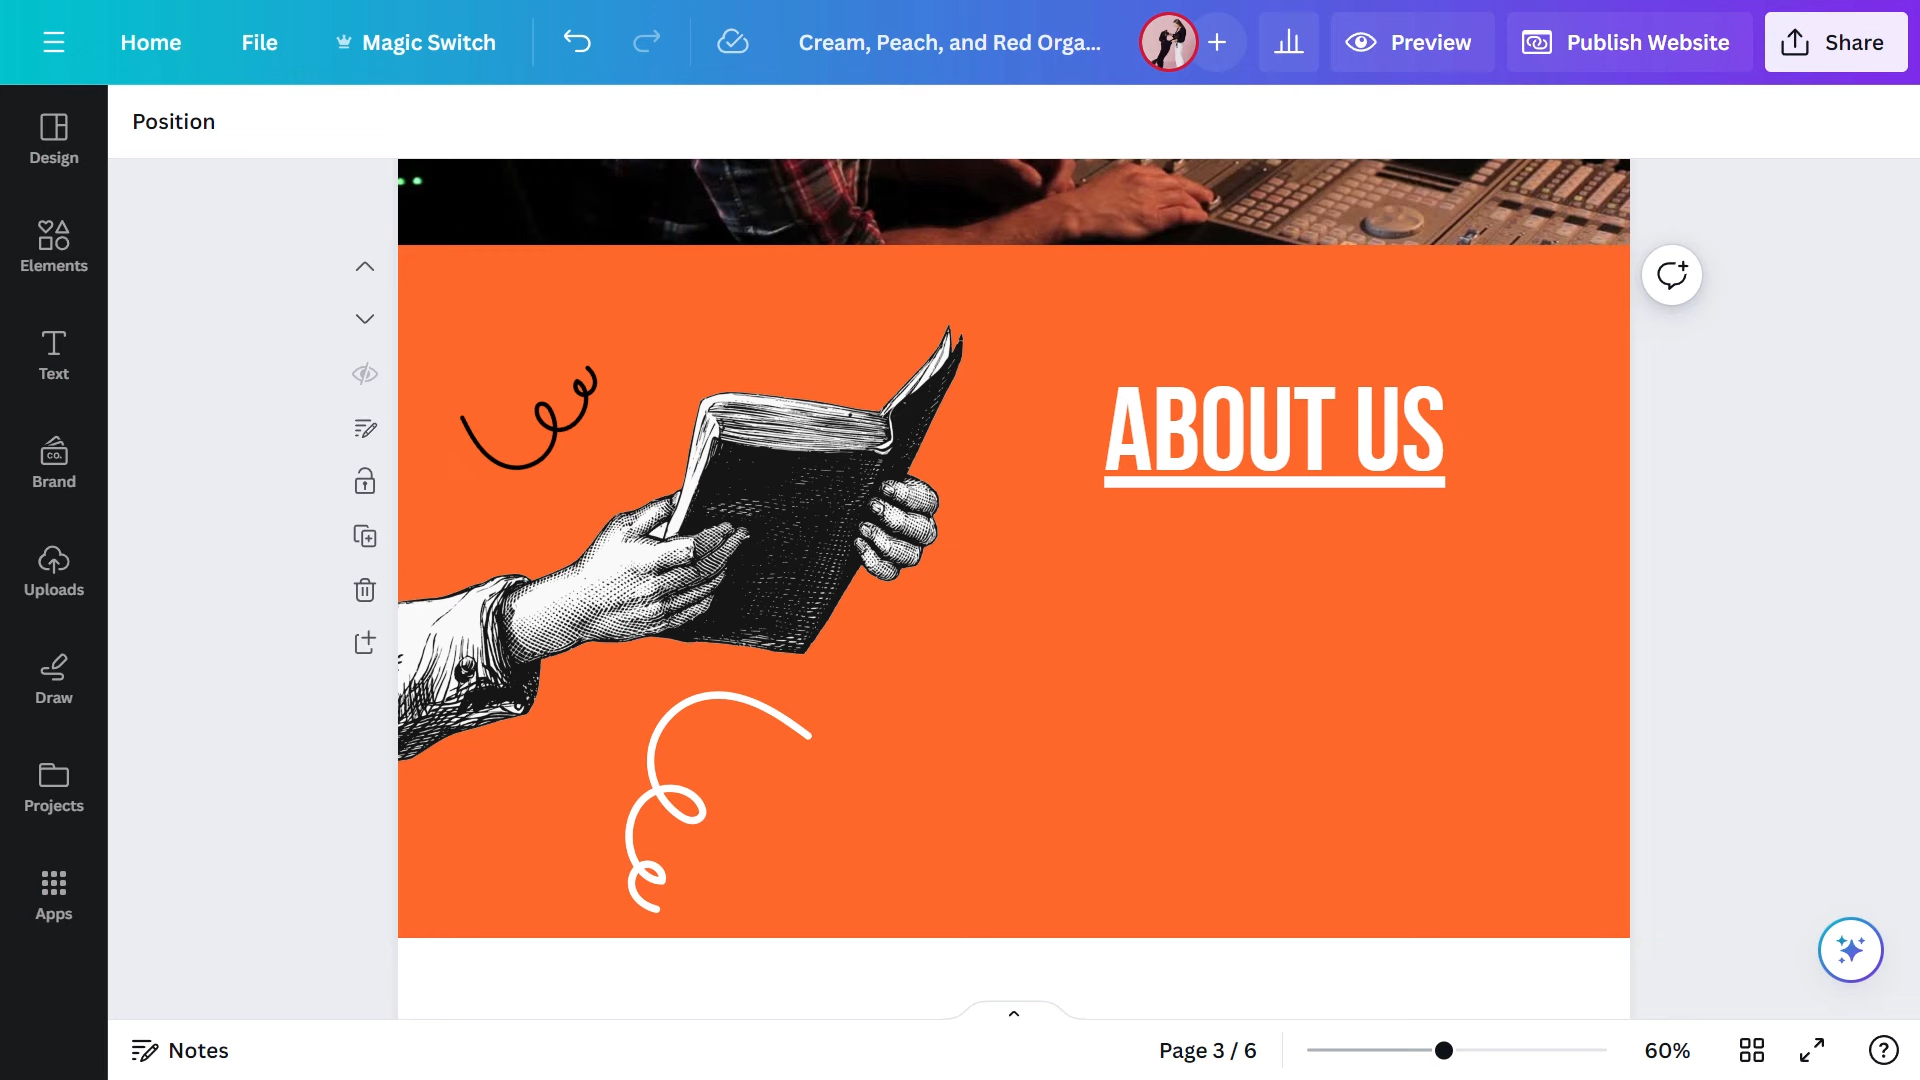 Home
File
Magic Switch
Cream, Peach, and Red Orga...
Preview
Publish Website
Share
Position
Design
Elements
Text
CO.
Brand
Uploads
Draw
Projects
Apps
ABOUT US
Notes
Page 3 / 6
60%